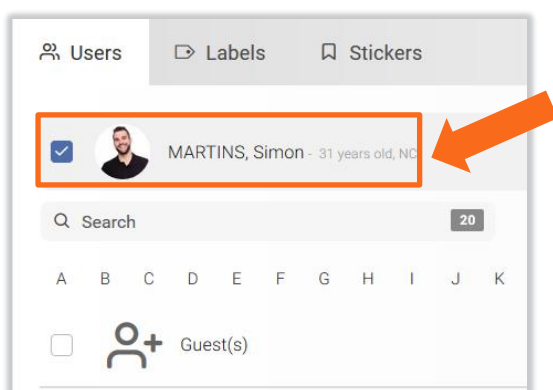 Users Labels Stickers
MARTINS, Simon - 31 years old, NC
Search 20
A B C D E F G H I J K
Guest(s)